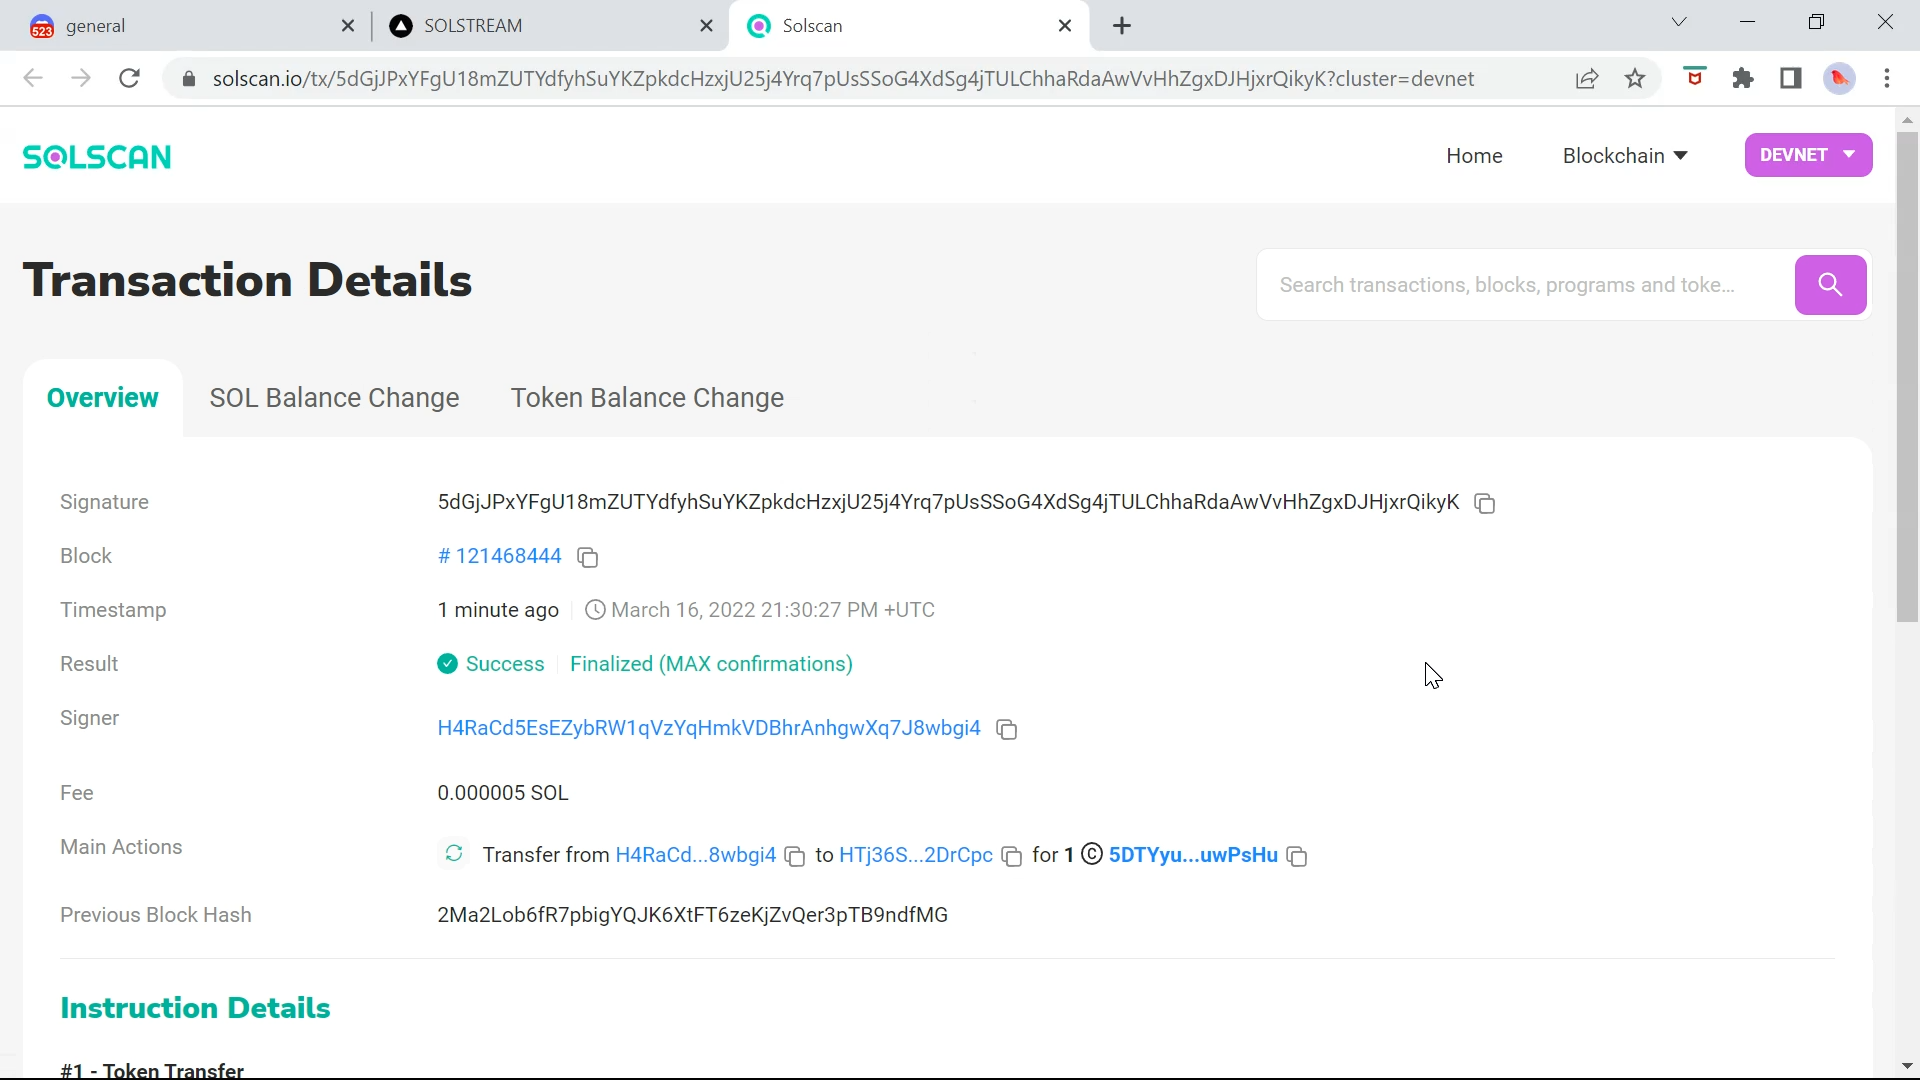 523 general SOLSTREAM Solscan
solscan.io/tx/5dGjJPxYFgU18mZUTYdfyhSuYKZpkdcHzxjU25j4Yrq7pUsSSoG4XdSg4jTULChhaRdaAwVvHhZgxDJHjxrQikyK?cluster=devnet
SOLSCAN Home Blockchain DEVNET
Transaction Details
Search transactions, blocks, programs and toke...
Overview SOL Balance Change Token Balance Change
Signature 5dGjJPxYFgU18mZUTYdfyhSuYKZpkdcHzxjU25j4Yrq7pUsSSoG4XdSg4jTULChhaRdaAwVvHhZgxDJHjxrQikyK
Block # 121468444
Timestamp 1 minute ago March 16, 2022 21:30:27 PM +UTC
Result Success Finalized (MAX confirmations)
Signer H4RaCd5EsEZybRW1qVzYqHmkVDBhrAnhgwXq7J8wbgi4
Fee 0.000005 SOL
Main Actions Transfer from H4RaCd...8wbgi4 to HTj36S...2DrCpc for 1 © 5DTYyu...uwPsHu
Previous Block Hash 2Ma2Lob6fR7pbigYQJK6XtFT6zeKjZvQer3pTB9ndfMG
Instruction Details
#1 - Token Transfer